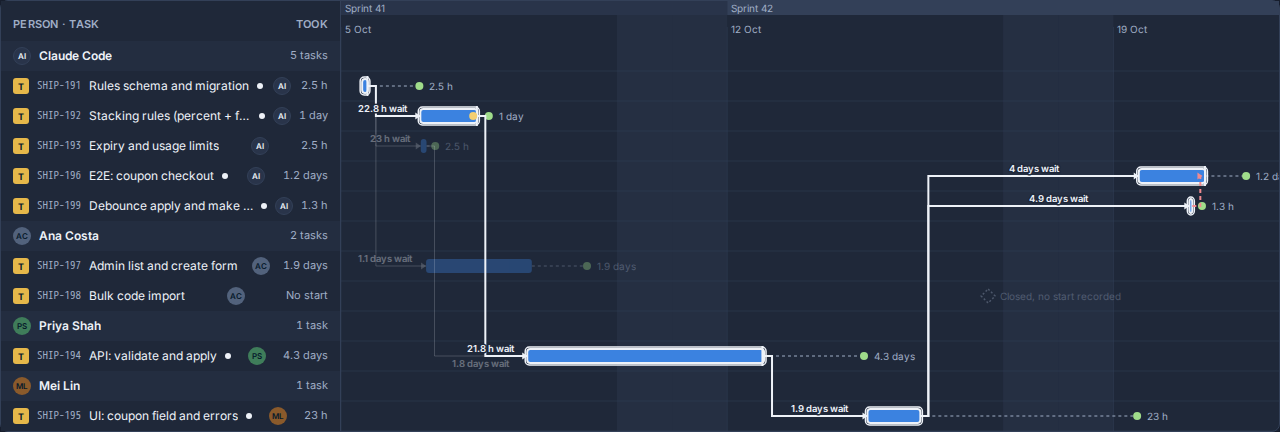 Sprint 41
Sprint 42
PERSON · TASK TOOK
5 Oct
12 Oct
19 Oct
AI Claude Code 5 tasks
T SHIP-191 Rules schema and migration AI 2.5 h
2.5 h
T SHIP-192 Stacking rules (percent + f... AI 1 day
22.8 h wait
1 day
T SHIP-193 Expiry and usage limits AI 2.5 h
23 h wait
2.5 h
T SHIP-196 E2E: coupon checkout AI 1.2 days
4 days wait
1.2 d
T SHIP-199 Debounce apply and make ... AI 1.3 h
4.9 days wait
1.3 h
AC Ana Costa 2 tasks
T SHIP-197 Admin list and create form AC 1.9 days
1.1 days wait
1.9 days
T SHIP-198 Bulk code import AC No start
Closed, no start recorded
PS Priya Shah 1 task
T SHIP-194 API: validate and apply PS 4.3 days
21.8 h wait
4.3 days
1.8 days wait
ML Mei Lin 1 task
T SHIP-195 UI: coupon field and errors ML 23 h
1.9 days wait
23 h